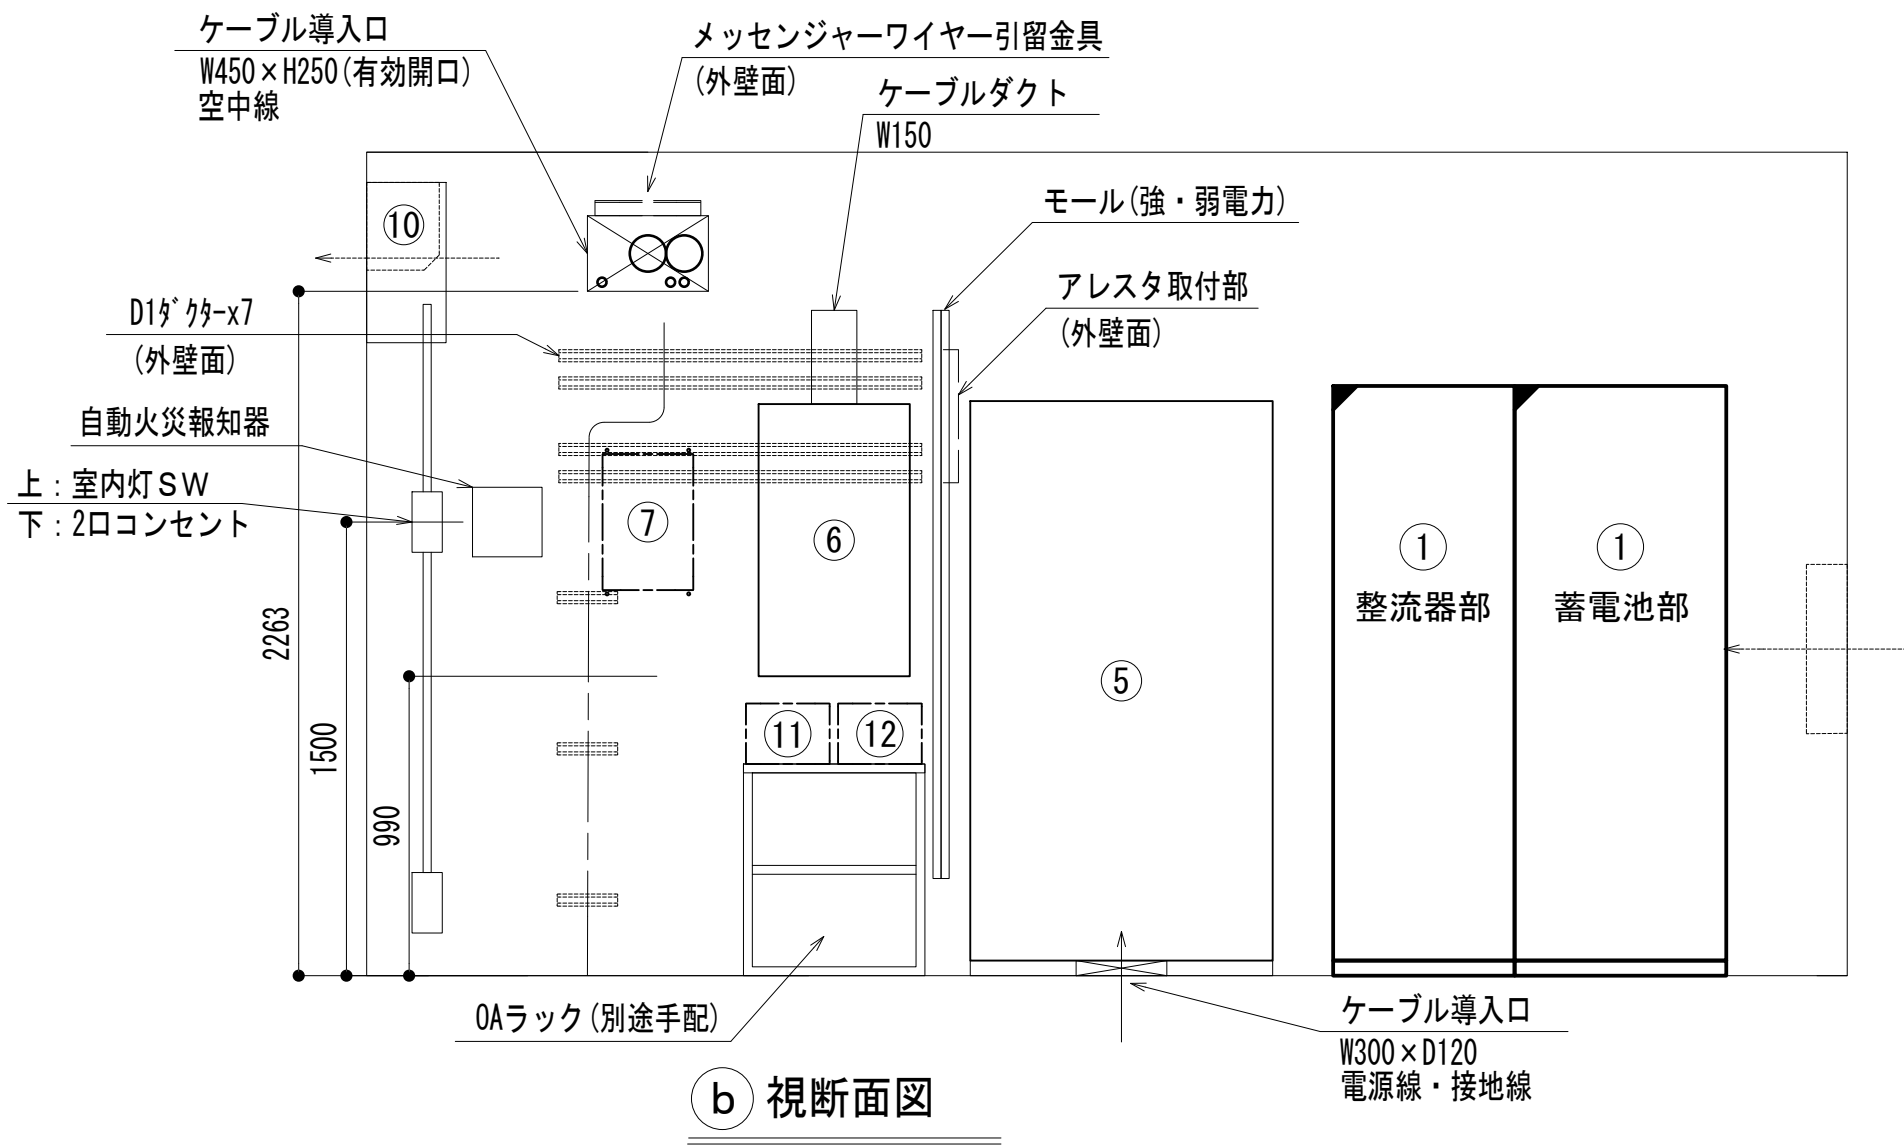 ケーブル導入口
W450×H250(有効開口)
空中線
メッセンジャーワイヤー引留金具
(外壁面)
ケーブルダクト
W150
モール(強・弱電力)
アレスタ取付部
(外壁面)
⑩
D1ダクターx7
(外壁面)
自動火災報知器
上：室内灯SW
下：2口コンセント
⑦
⑥
⑤
①
整流器部
①
蓄電池部
⑪
⑫
2263
1500
990
OAラック(別途手配)
ケーブル導入口
W300×D120
電源線・接地線
ⓑ 視断面図